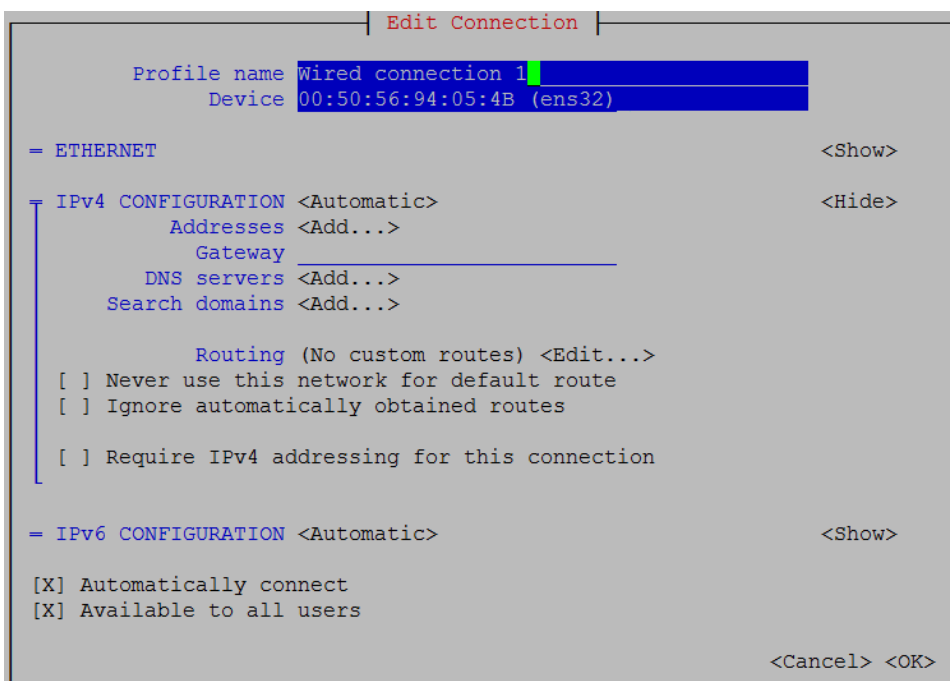 Edit Connection
Profile name Wired connection 1
Device 00:50:56:94:05:4B (ens32)
= ETHERNET <Show>
IPv4 CONFIGURATION <Automatic> <Hide>
Addresses <Add...>
Gateway
DNS servers <Add...>
Search domains <Add...>
Routing (No custom routes) <Edit...>
[ ] Never use this network for default route
[ ] Ignore automatically obtained routes
[ ] Require IPv4 addressing for this connection
= IPv6 CONFIGURATION <Automatic> <Show>
[X] Automatically connect
[X] Available to all users
<Cancel> <OK>